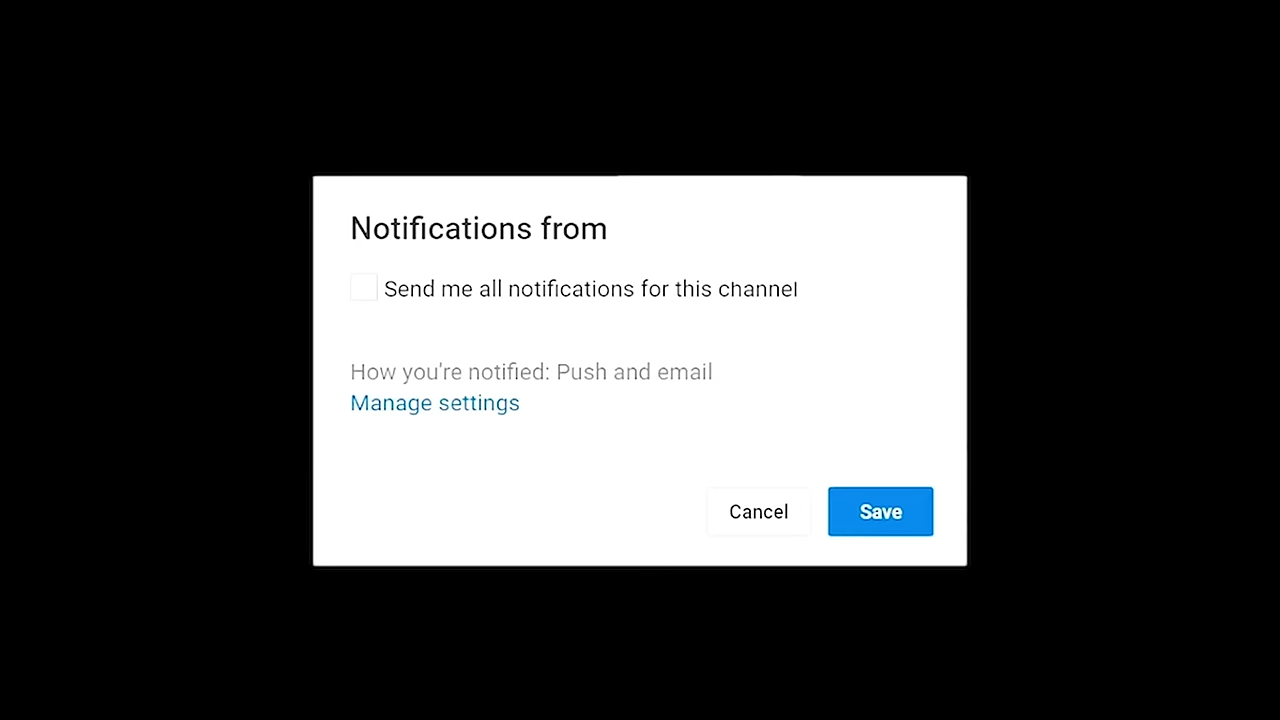 Notifications from
Send me all notifications for this channel
How you're notified: Push and email
Manage settings
Cancel Save